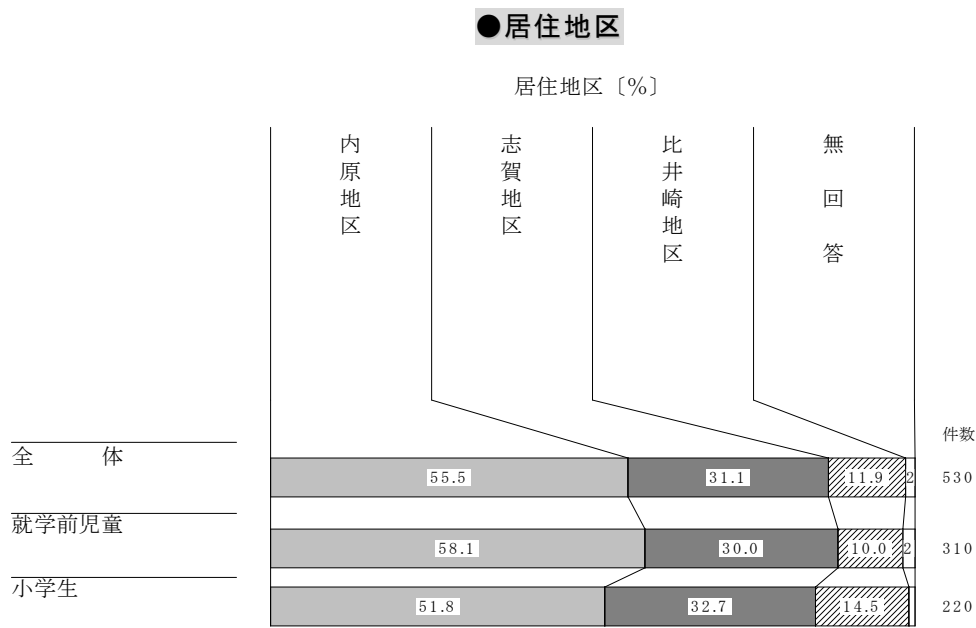 ●居住地区
居住地区〔%〕
内原地区
志賀地区
比井崎地区
無回答
件数
全体
55.5
31.1
11.9
2
530
就学前児童
58.1
30.0
10.0
2
310
小学生
51.8
32.7
14.5
220